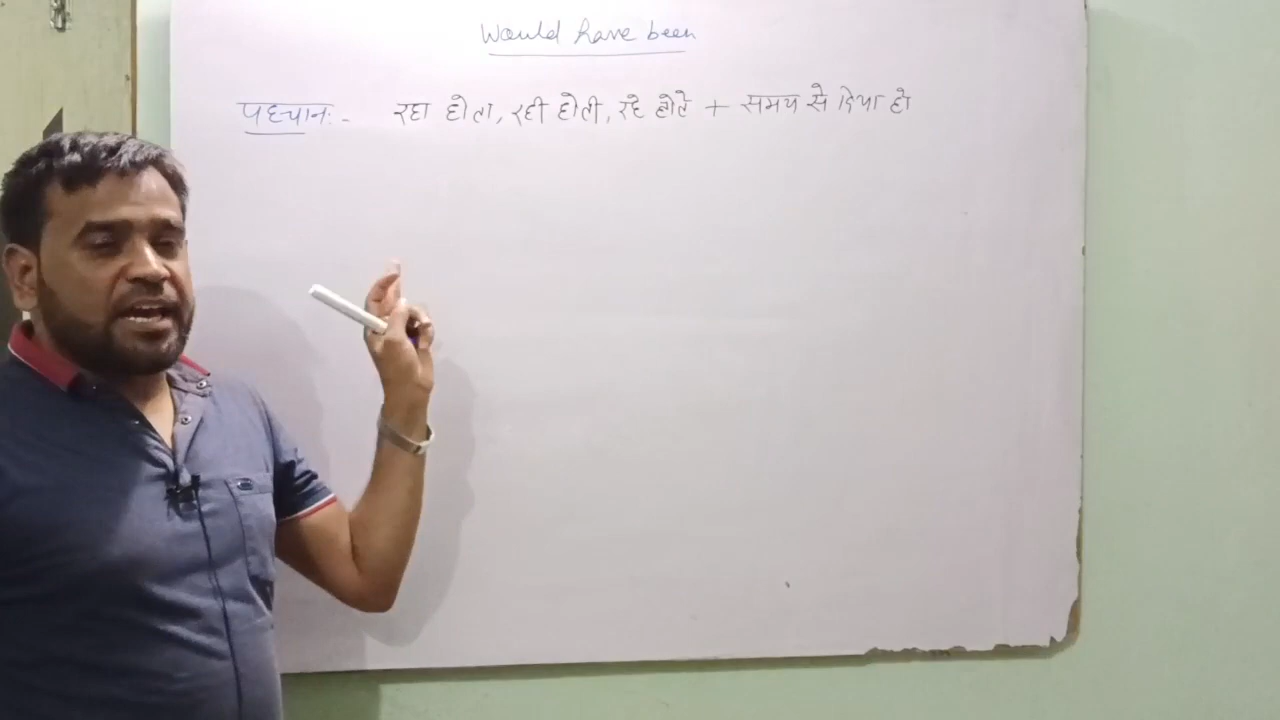 Would have been
पहचान:- रहा होता, रही होती, रहे होते + समय से दिया हो